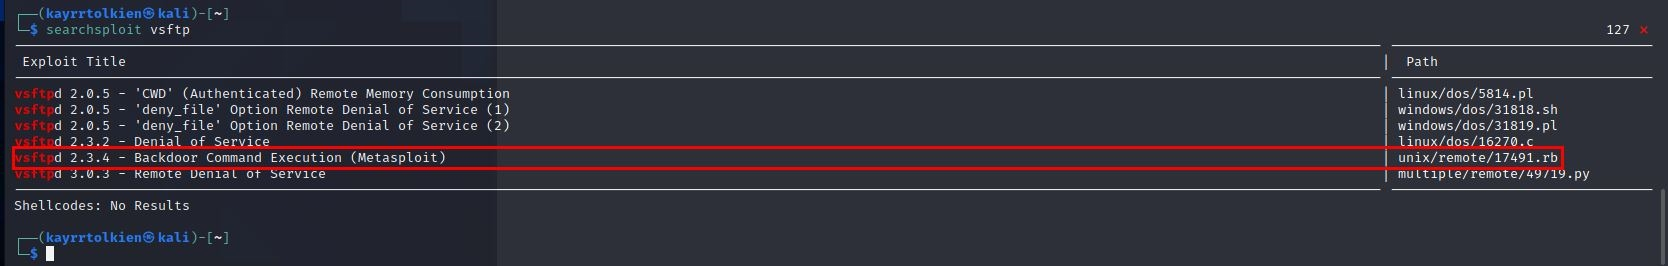 ┌──(kayrrtolkien㉿kali)-[~]
└─$ searchsploit vsftp 127 ⨯
Exploit Title | Path
vsftpd 2.0.5 - 'CWD' (Authenticated) Remote Memory Consumption | linux/dos/5814.pl
vsftpd 2.0.5 - 'deny_file' Option Remote Denial of Service (1) | windows/dos/31818.sh
vsftpd 2.0.5 - 'deny_file' Option Remote Denial of Service (2) | windows/dos/31819.pl
vsftpd 2.3.2 - Denial of Service | linux/dos/16270.c
vsftpd 2.3.4 - Backdoor Command Execution (Metasploit) | unix/remote/17491.rb
vsftpd 3.0.3 - Remote Denial of Service | multiple/remote/49719.py
Shellcodes: No Results
┌──(kayrrtolkien㉿kali)-[~]
└─$